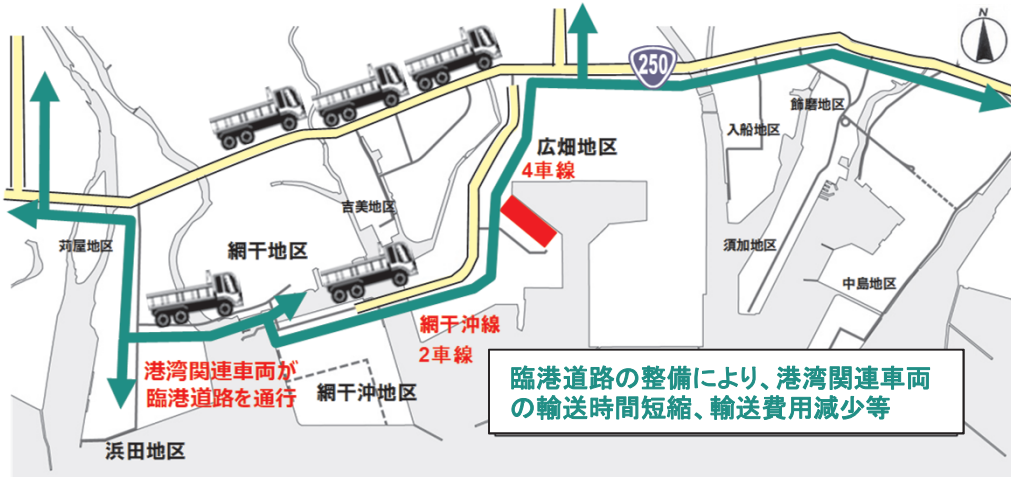 N
250
飾磨地区
入船地区
広畑地区
4車線
吉美地区
苅屋地区
網干地区
須加地区
中島地区
網干沖線
2車線
港湾関連車両が
臨港道路を通行
網干沖地区
浜田地区
臨港道路の整備により、港湾関連車両
の輸送時間短縮、輸送費用減少等